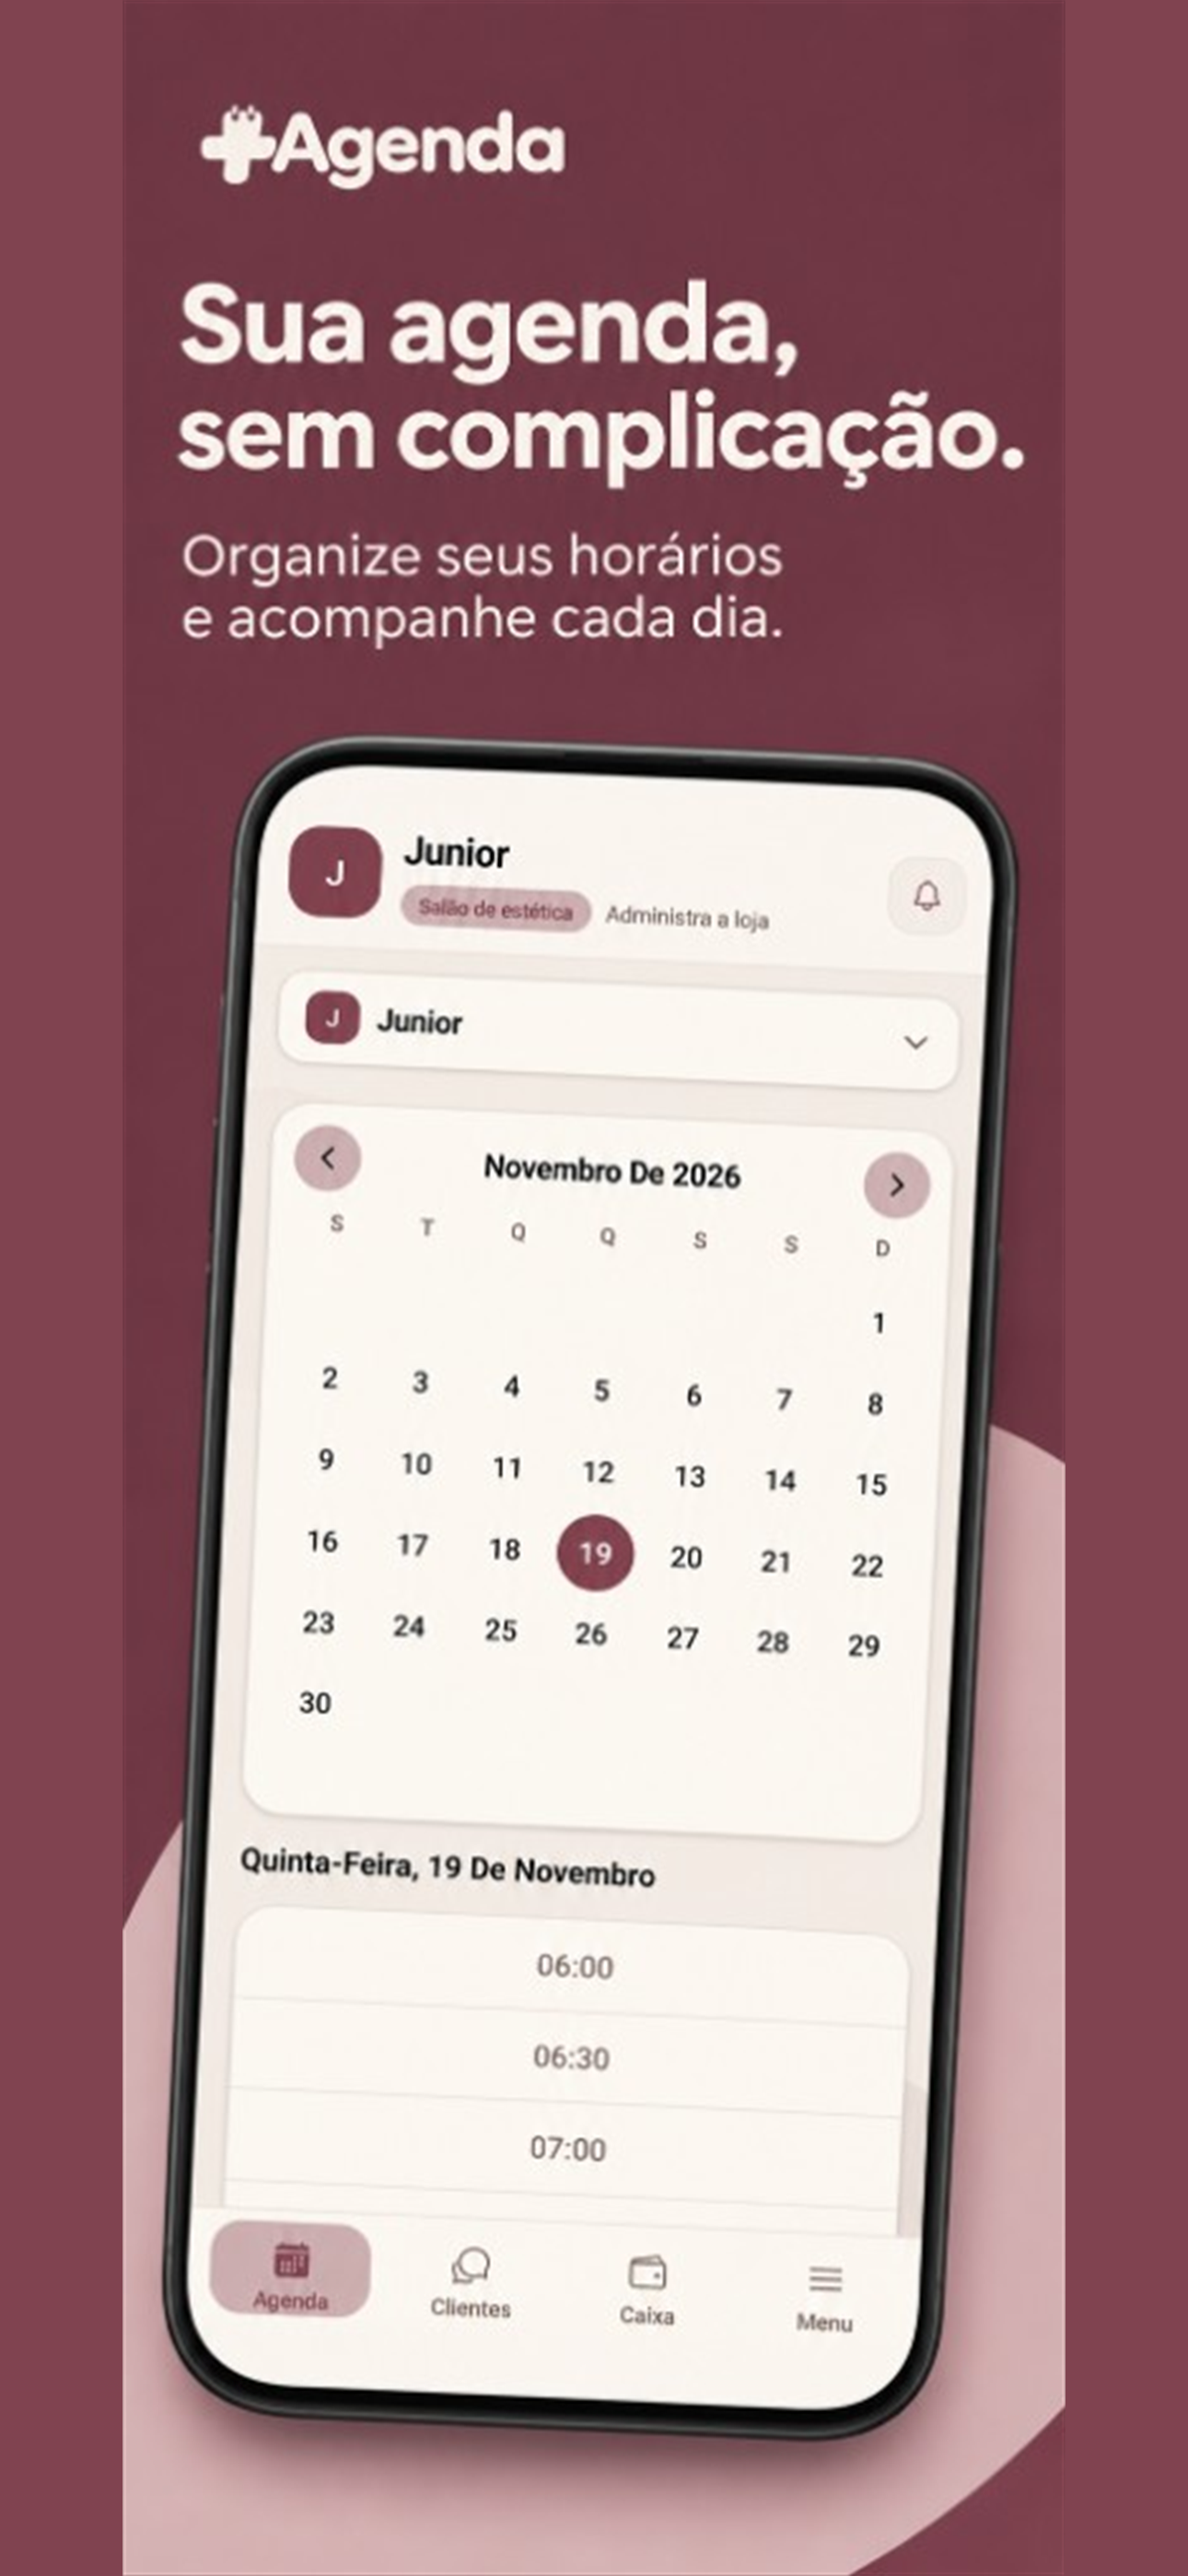 Agenda
Sua agenda,
sem complicação.
Organize seus horários
e acompanhe cada dia.
J
Junior
Salão de estética Administra a loja
J Junior
Novembro De 2026
S T Q Q S S D
1
2 3 4 5 6 7 8
9 10 11 12 13 14 15
16 17 18 19 20 21 22
23 24 25 26 27 28 29
30
Quinta-Feira, 19 De Novembro
06:00
06:30
07:00
Agenda Clientes Caixa Menu